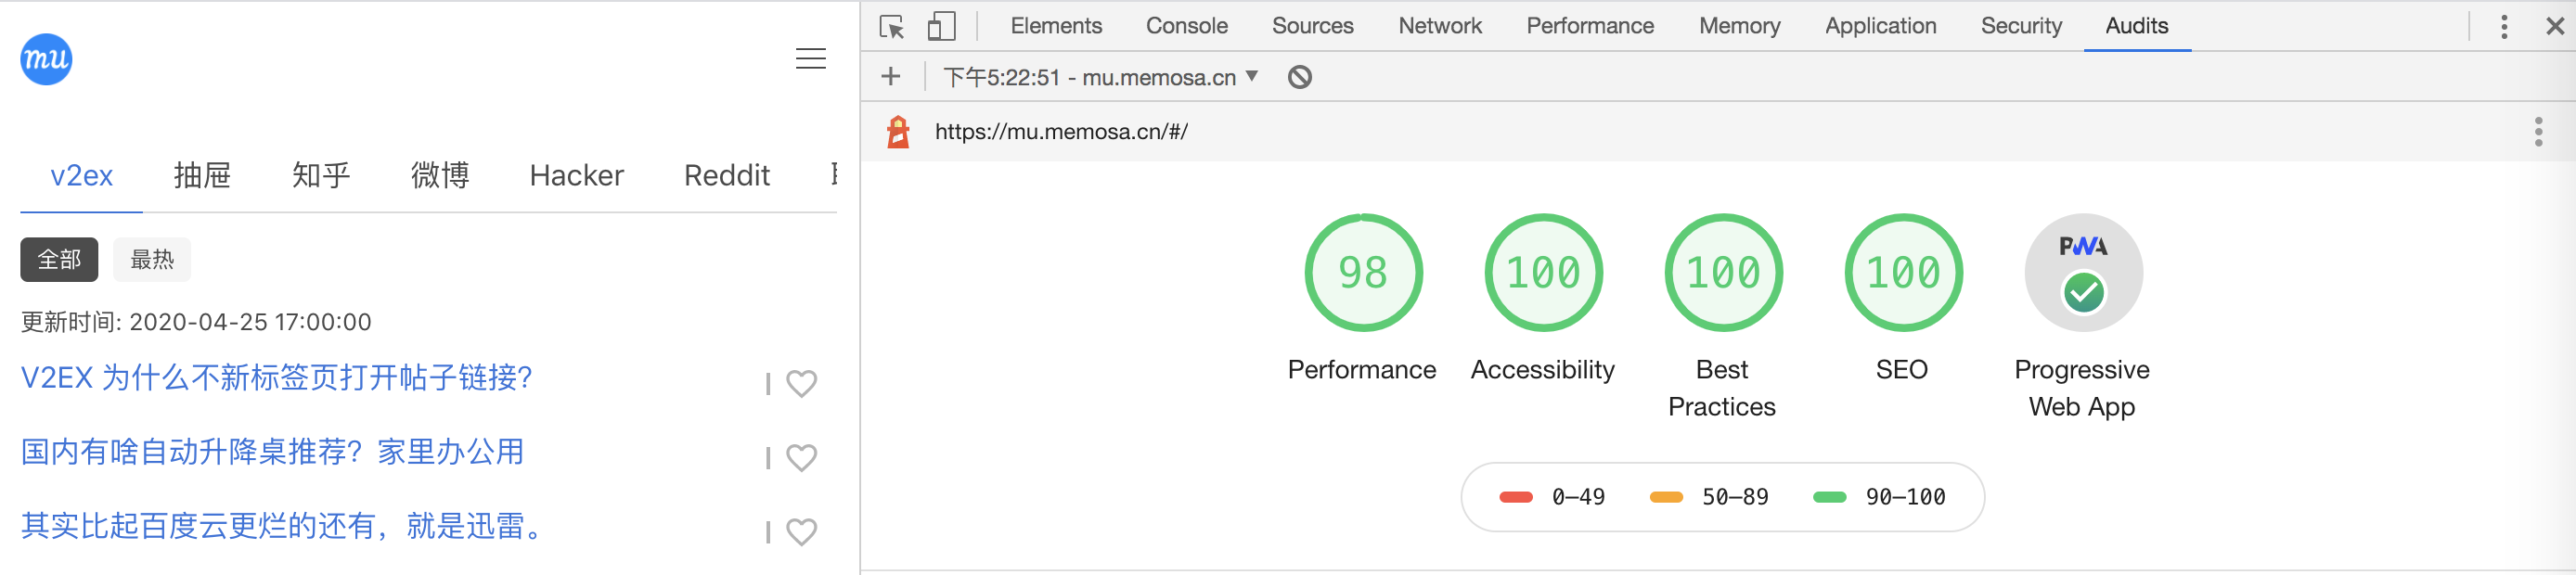 mu
v2ex 抽屉 知乎 微博 Hacker Reddit
全部 最热
更新时间: 2020-04-25 17:00:00
V2EX 为什么不新标签页打开帖子链接?
国内有啥自动升降桌推荐？家里办公用
其实比起百度云更烂的还有，就是迅雷。
Elements Console Sources Network Performance Memory Application Security Audits
下午5:22:51 - mu.memosa.cn
https://mu.memosa.cn/#/
98 100 100 100 PWA
Performance Accessibility Best Practices SEO Progressive Web App
0–49 50–89 90–100